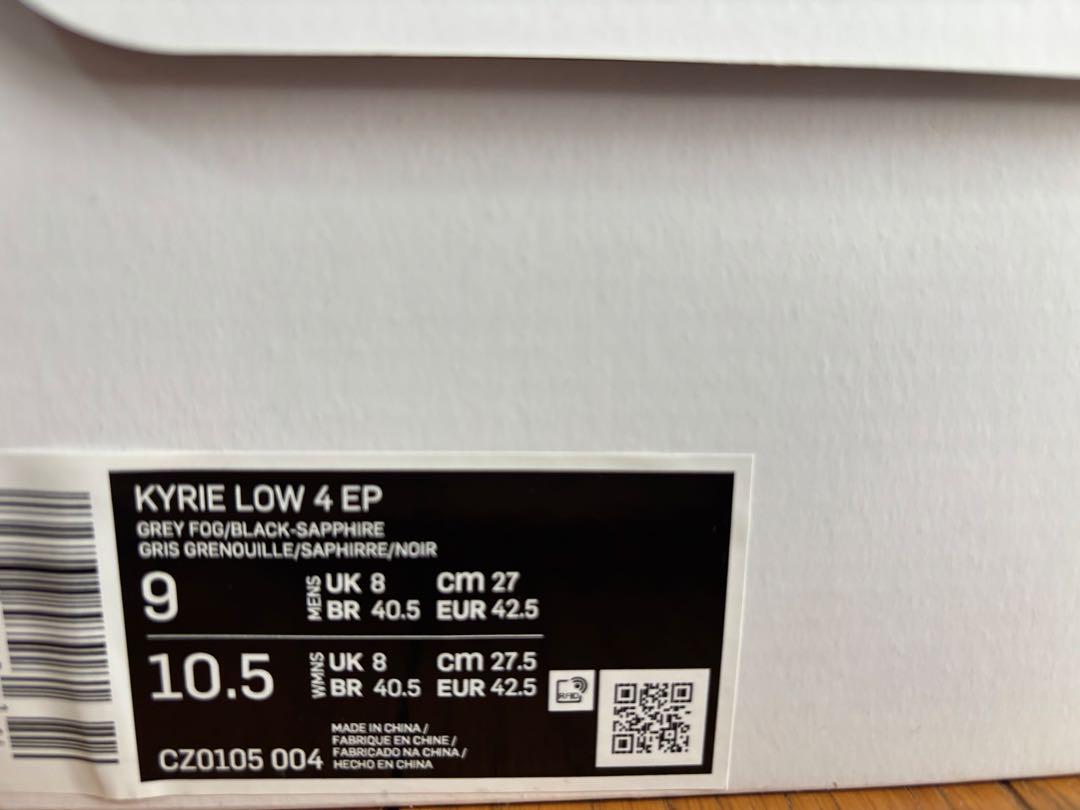 KYRIE LOW 4 EP
GREY FOG/BLACK-SAPPHIRE
GRIS GRENOUILLE/SAPHIRRE/NOIR
9 MENS UK 8 cm 27
BR 40.5 EUR 42.5
10.5 WMNS UK 8 cm 27.5
BR 40.5 EUR 42.5
RFID
MADE IN CHINA /
FABRIQUE EN CHINE /
FABRICADO NA CHINA /
HECHO EN CHINA
CZ0105 004